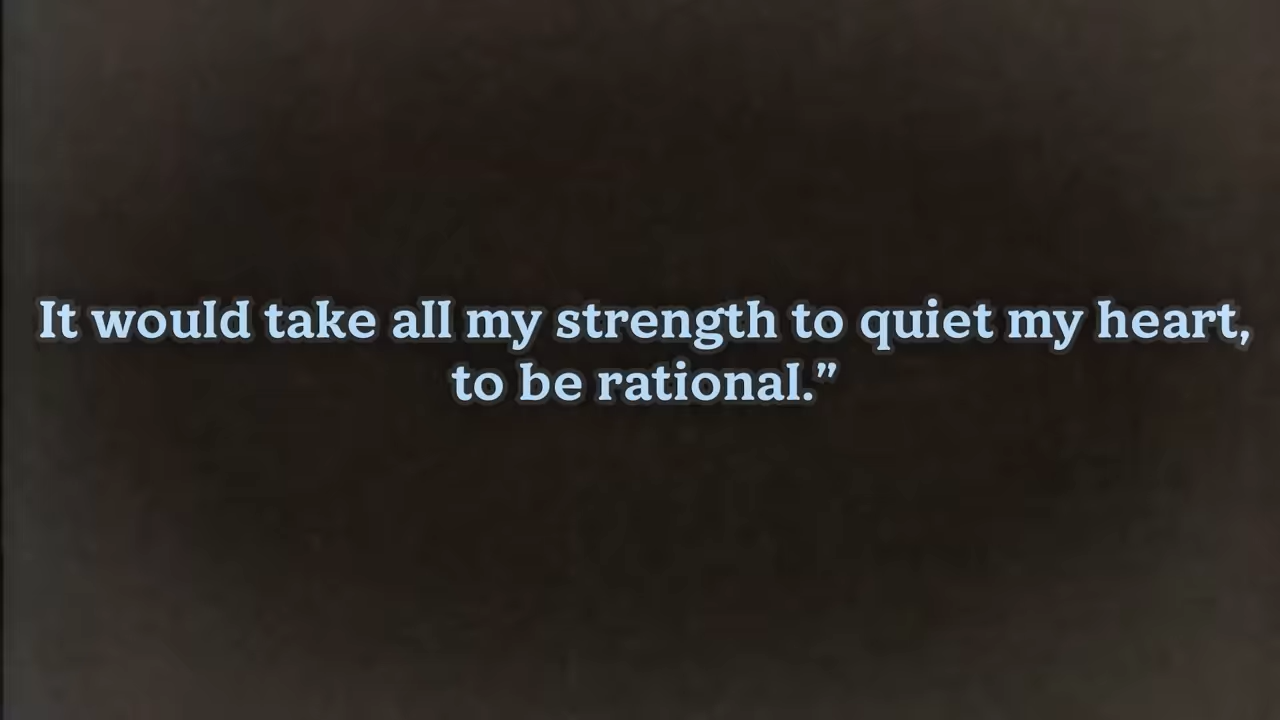 It would take all my strength to quiet my heart,
to be rational.”